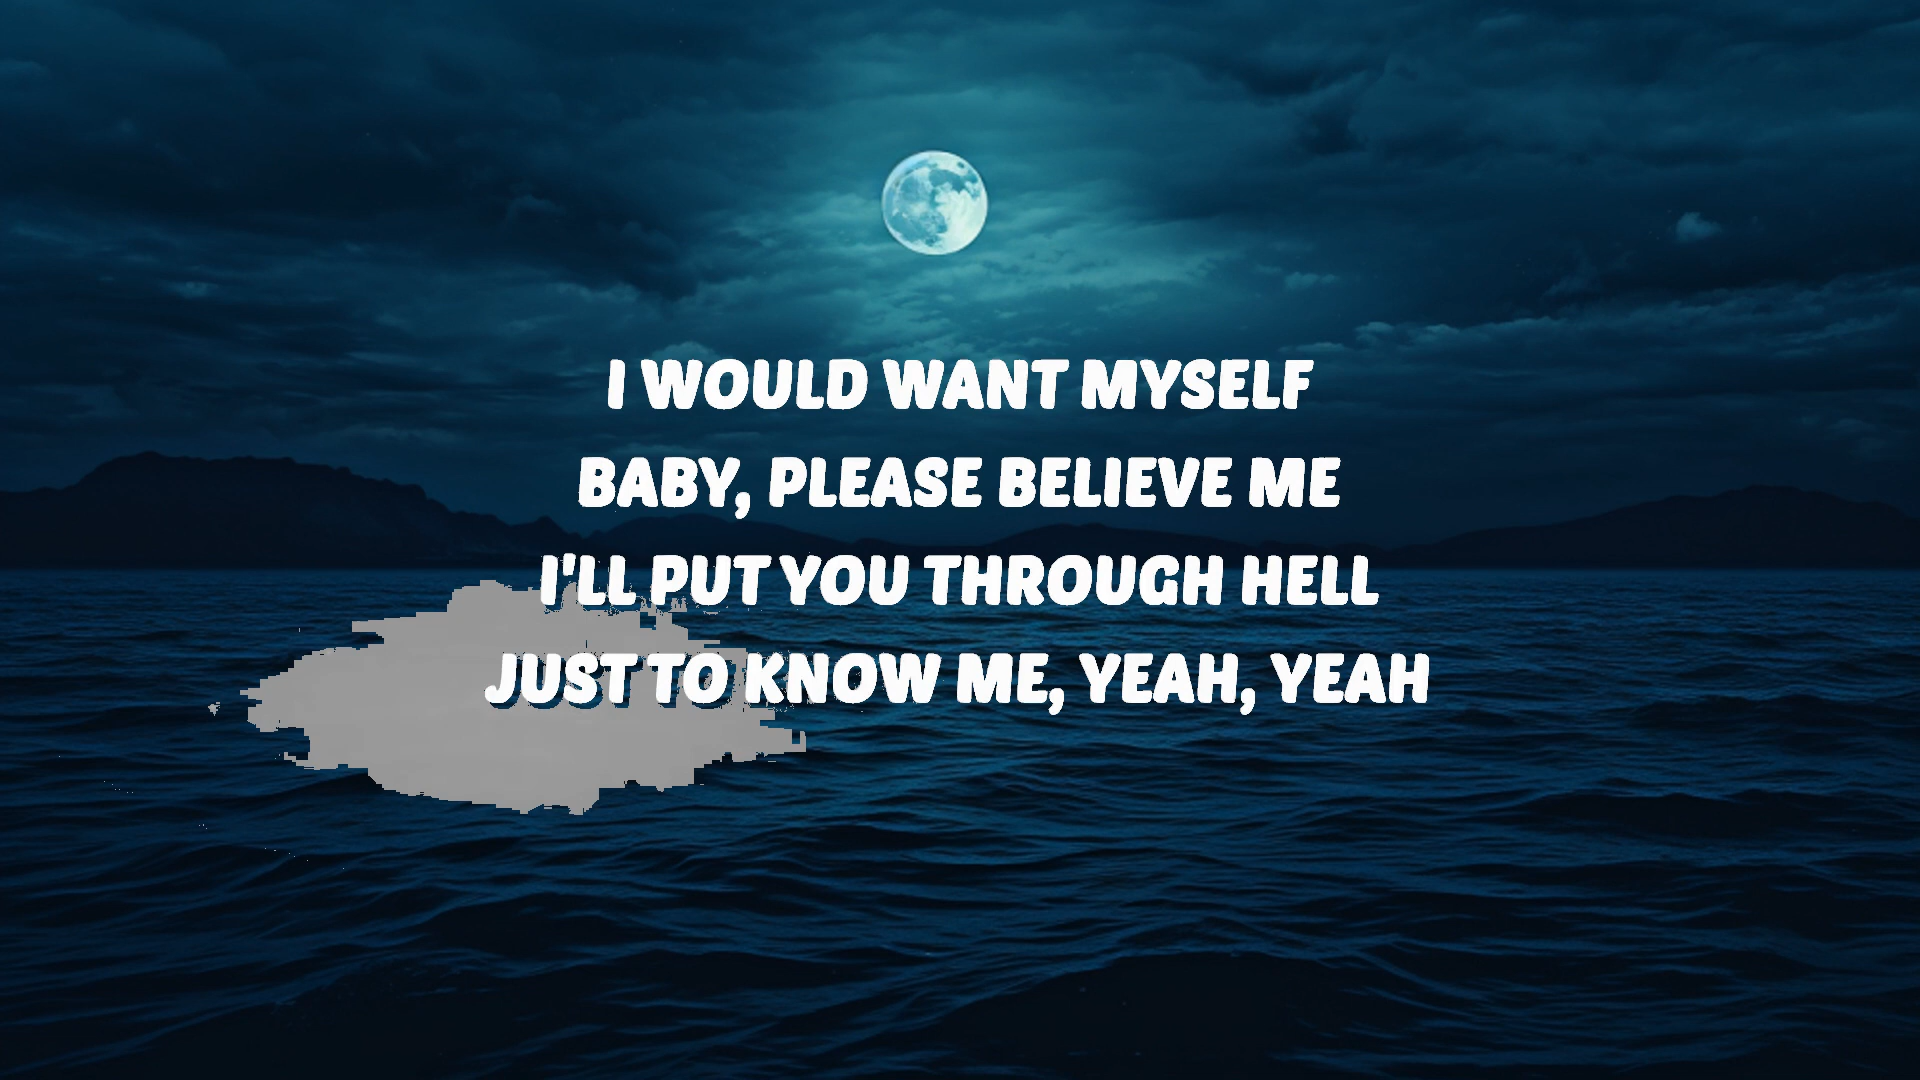 I WOULD WANT MYSELF
BABY, PLEASE BELIEVE ME
I'LL PUT YOU THROUGH HELL
JUST TO KNOW ME, YEAH, YEAH